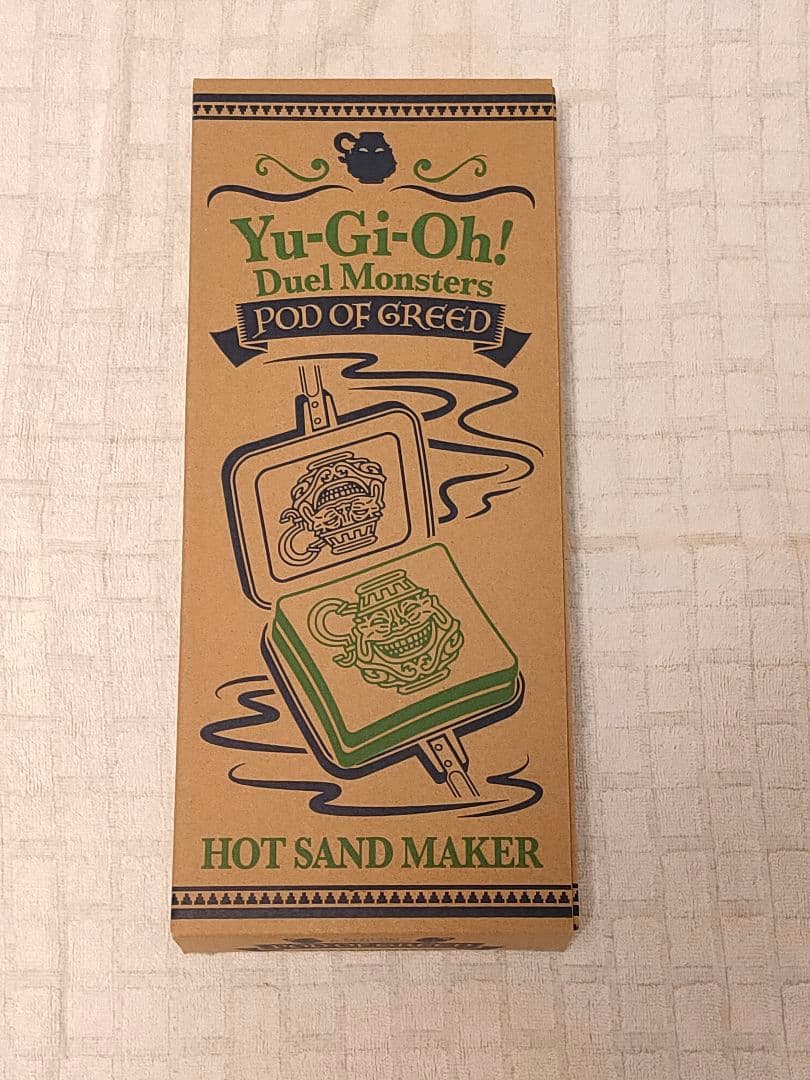 Yu-Gi-Oh!
Duel Monsters
POD OF GREED
HOT SAND MAKER